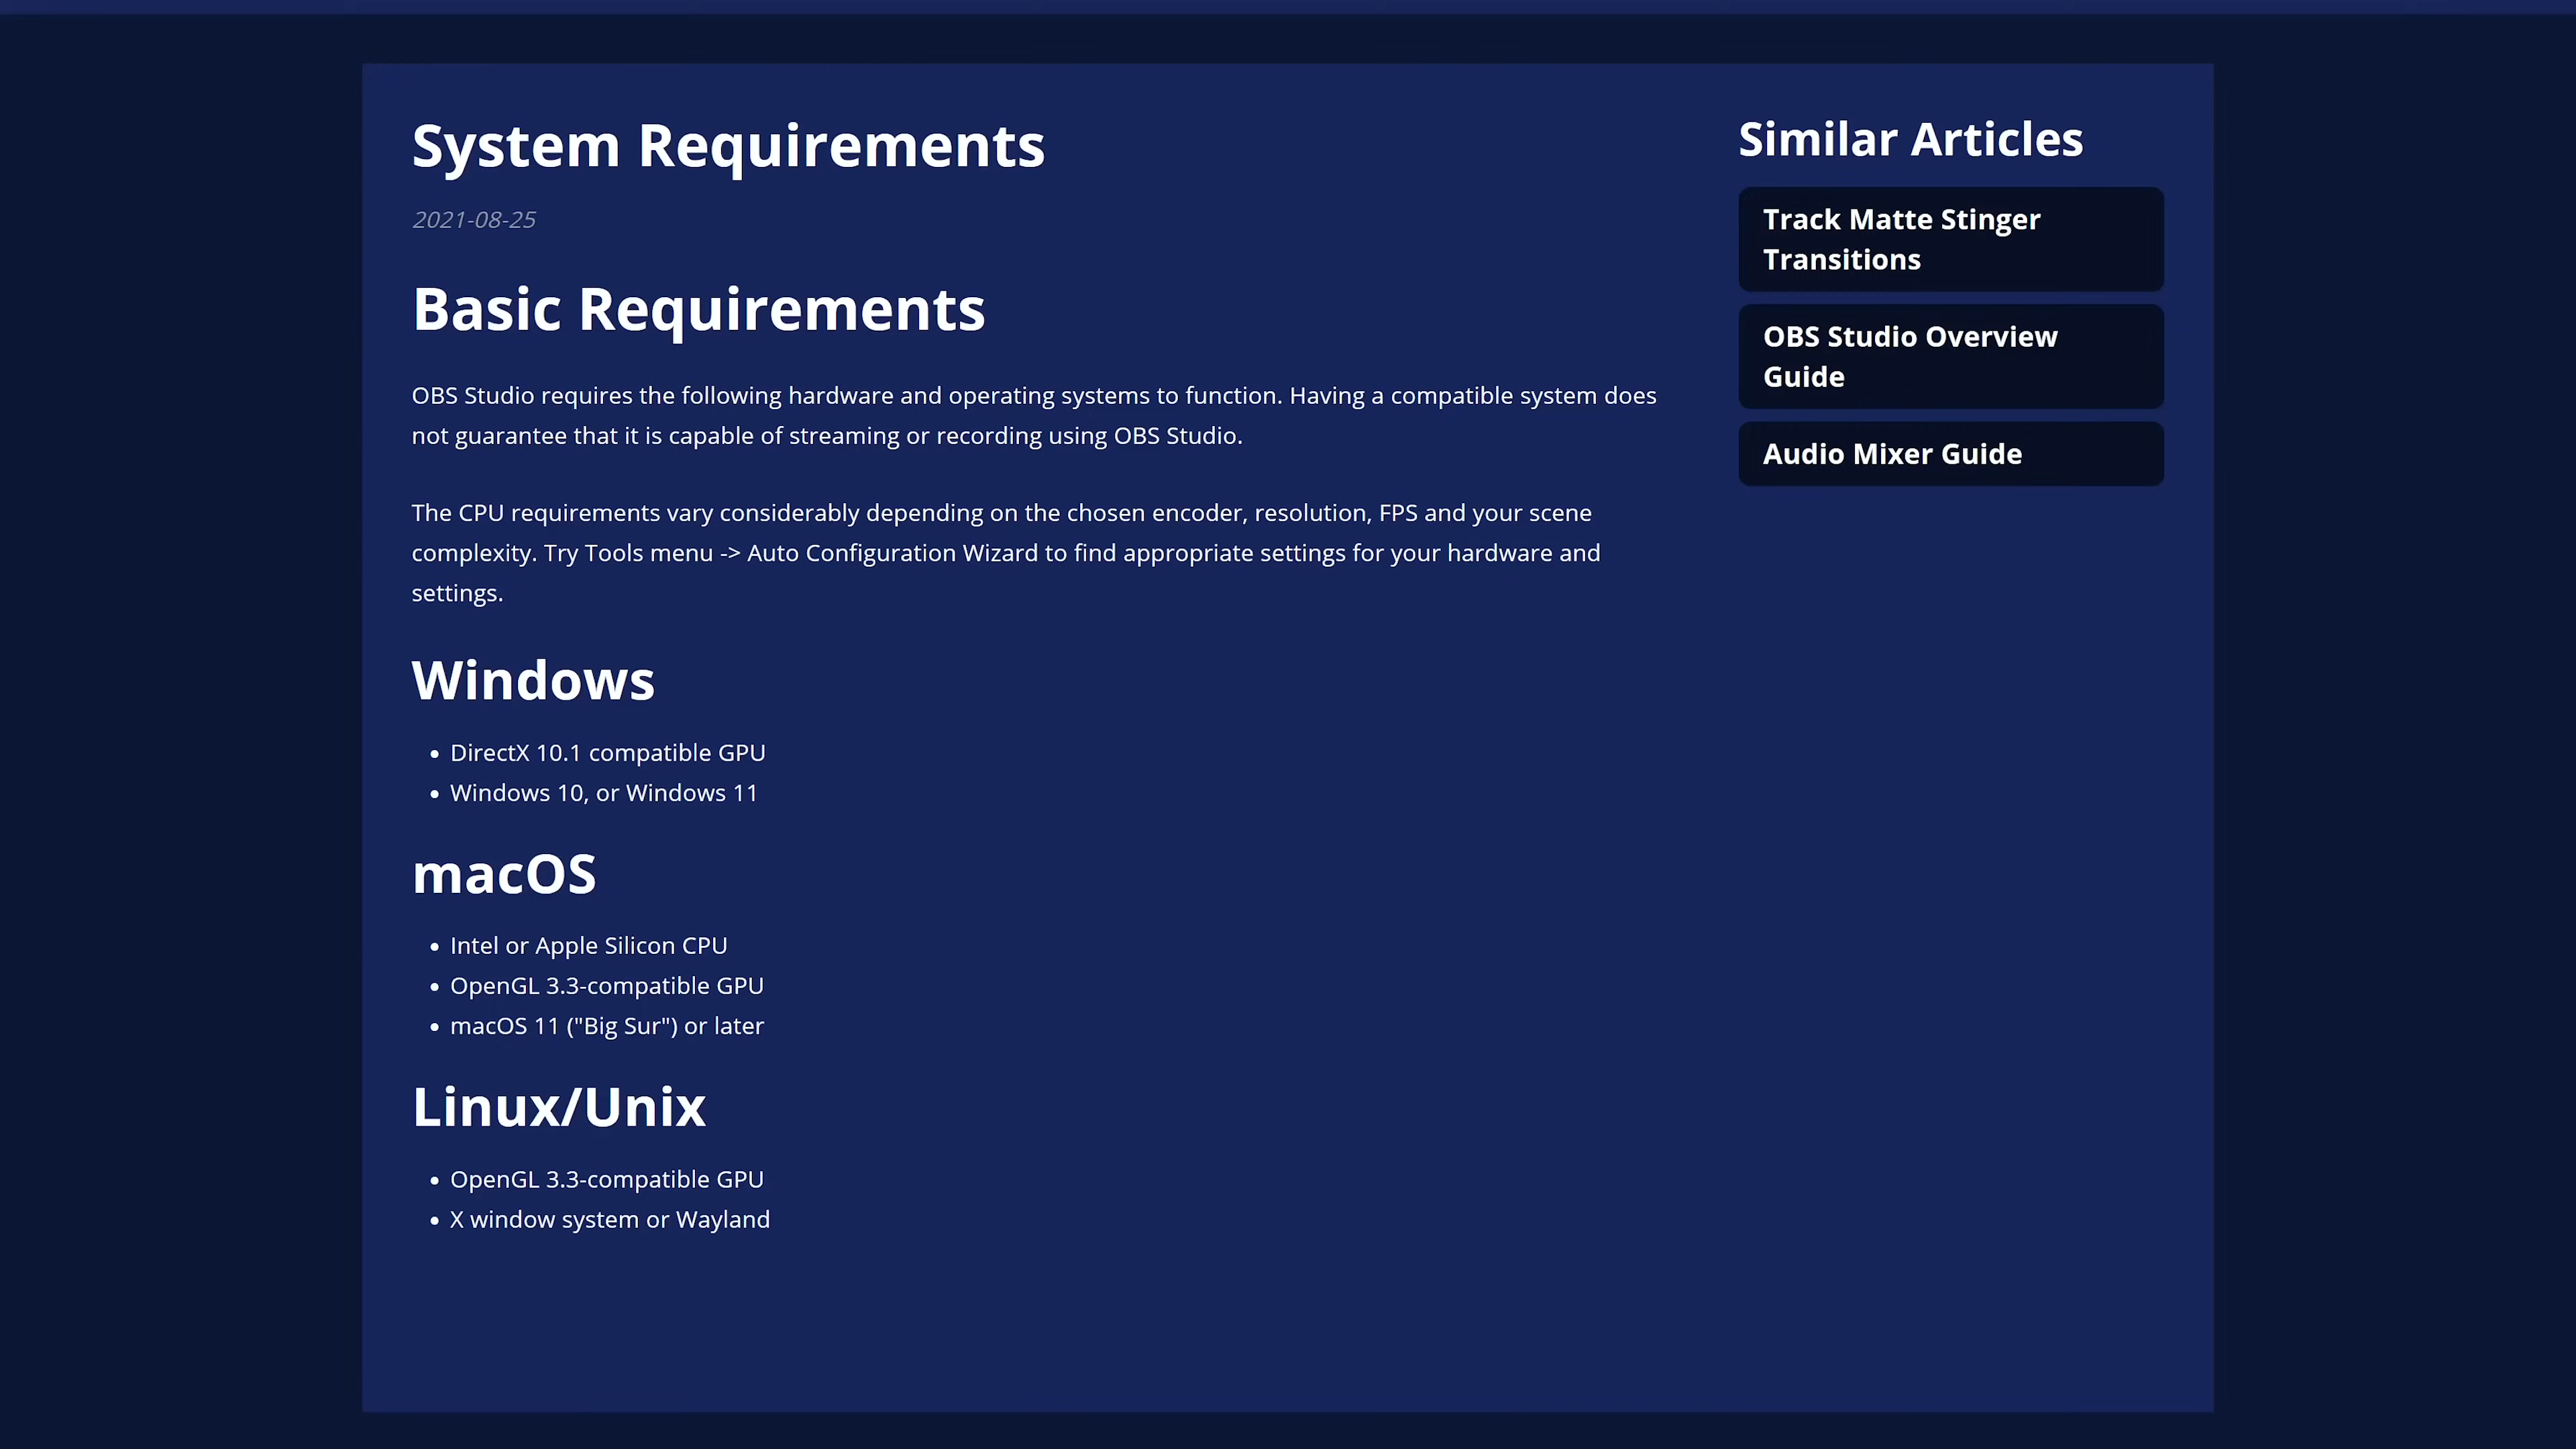 System Requirements
2021-08-25
Basic Requirements
OBS Studio requires the following hardware and operating systems to function. Having a compatible system does
not guarantee that it is capable of streaming or recording using OBS Studio.
The CPU requirements vary considerably depending on the chosen encoder, resolution, FPS and your scene
complexity. Try Tools menu -> Auto Configuration Wizard to find appropriate settings for your hardware and
settings.
Windows
• DirectX 10.1 compatible GPU
• Windows 10, or Windows 11
macOS
• Intel or Apple Silicon CPU
• OpenGL 3.3-compatible GPU
• macOS 11 ("Big Sur") or later
Linux/Unix
• OpenGL 3.3-compatible GPU
• X window system or Wayland
Similar Articles
Track Matte Stinger
Transitions
OBS Studio Overview
Guide
Audio Mixer Guide